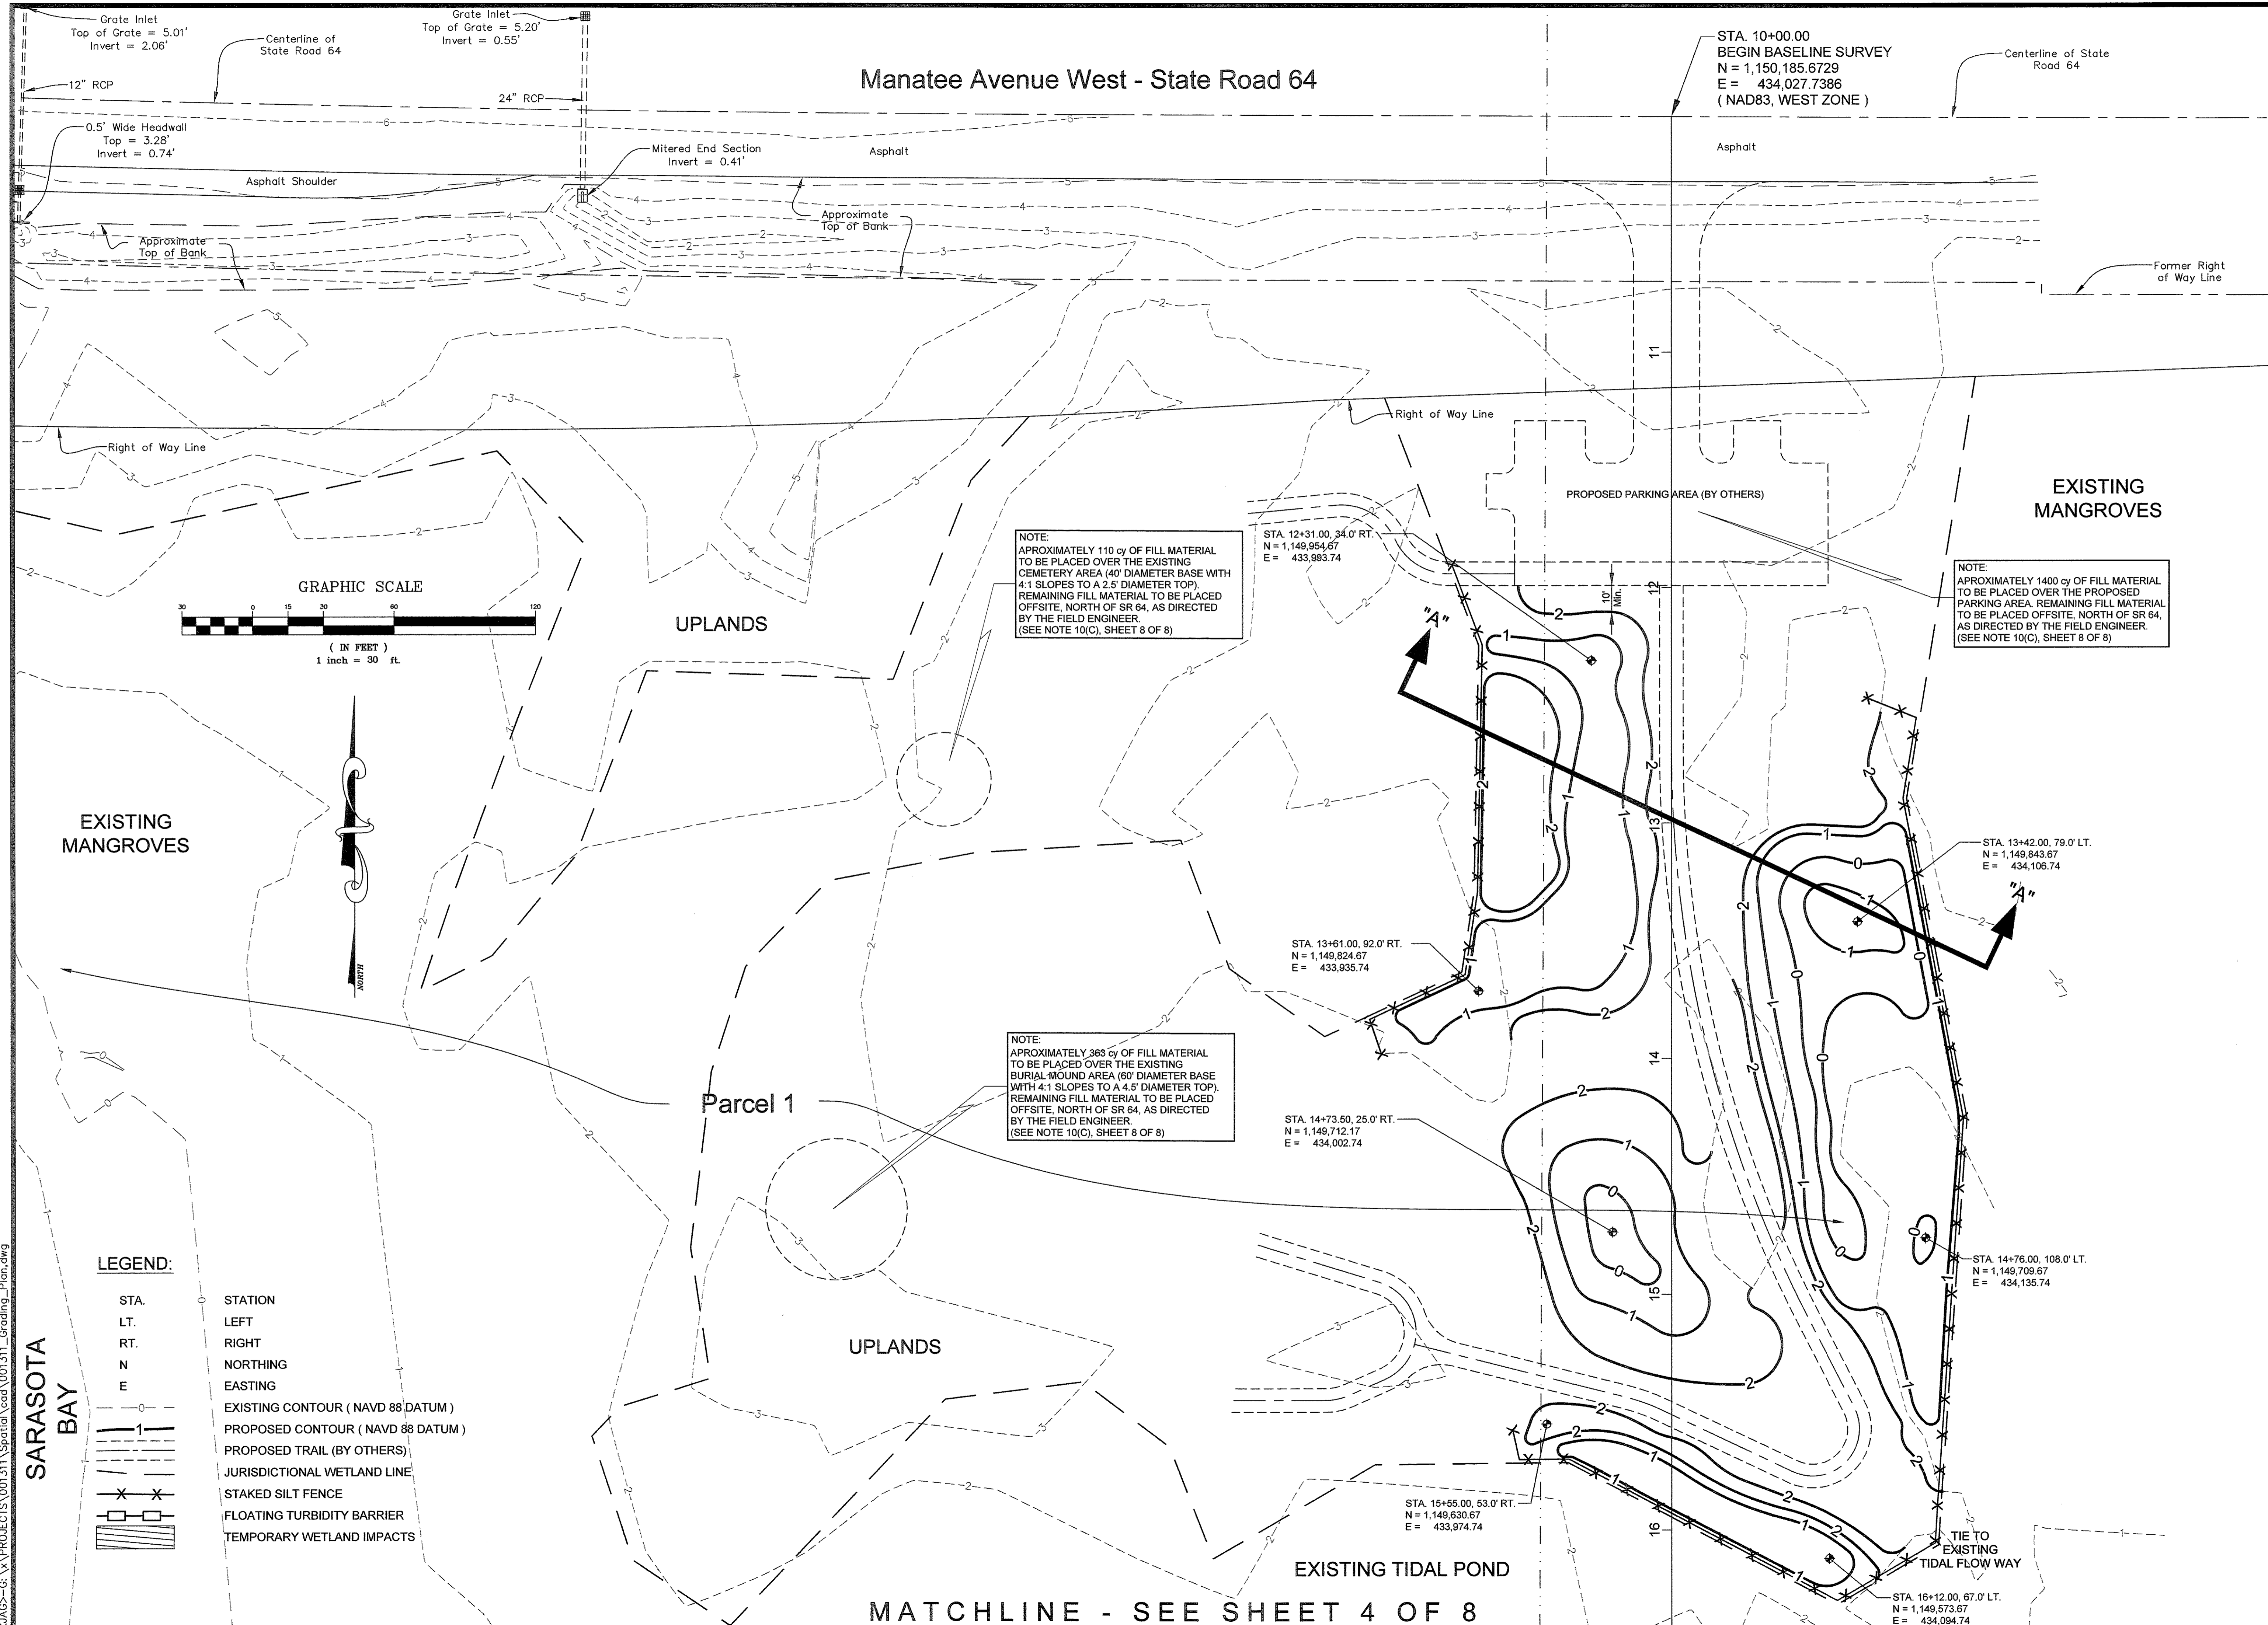 Grate Inlet
Top of Grate = 5.01'
Invert = 2.06'
Centerline of
State Road 64
Grate Inlet
Top of Grate = 5.20'
Invert = 0.55'
12" RCP
24" RCP
Manatee Avenue West - State Road 64
STA. 10+00.00
BEGIN BASELINE SURVEY
N = 1,150,185.6729
E = 434,027.7386
( NAD83, WEST ZONE )
Centerline of State
Road 64
0.5' Wide Headwall
Top = 3.28'
Invert = 0.74'
Asphalt Shoulder
Mitered End Section
Invert = 0.41'
Asphalt
Asphalt
Approximate
Top of Bank
Approximate
Top of Bank
Former Right
of Way Line
Right of Way Line
Right of Way Line
11
PROPOSED PARKING AREA (BY OTHERS)
EXISTING
MANGROVES
NOTE:
APROXIMATELY 110 cy OF FILL MATERIAL
TO BE PLACED OVER THE EXISTING
CEMETERY AREA (40' DIAMETER BASE WITH
4:1 SLOPES TO A 2.5' DIAMETER TOP).
REMAINING FILL MATERIAL TO BE PLACED
OFFSITE, NORTH OF SR 64, AS DIRECTED
BY THE FIELD ENGINEER.
(SEE NOTE 10(C), SHEET 8 OF 8)
STA. 12+31.00, 34.0' RT.
N = 1,149,954.67
E = 433,993.74
NOTE:
APROXIMATELY 1400 cy OF FILL MATERIAL
TO BE PLACED OVER THE PROPOSED
PARKING AREA. REMAINING FILL MATERIAL
TO BE PLACED OFFSITE, NORTH OF SR 64,
AS DIRECTED BY THE FIELD ENGINEER.
(SEE NOTE 10(C), SHEET 8 OF 8)
GRAPHIC SCALE
30 0 15 30 60 120
( IN FEET )
1 inch = 30 ft.
UPLANDS
10'
Min.
12
"A"
NORTH
EXISTING
MANGROVES
13
STA. 13+42.00, 79.0' LT.
N = 1,149,843.67
E = 434,106.74
"A"
STA. 13+61.00, 92.0' RT.
N = 1,149,824.67
E = 433,935.74
14
NOTE:
APROXIMATELY 363 cy OF FILL MATERIAL
TO BE PLACED OVER THE EXISTING
BURIAL MOUND AREA (60' DIAMETER BASE
WITH 4:1 SLOPES TO A 4.5' DIAMETER TOP).
REMAINING FILL MATERIAL TO BE PLACED
OFFSITE, NORTH OF SR 64, AS DIRECTED
BY THE FIELD ENGINEER.
(SEE NOTE 10(C), SHEET 8 OF 8)
Parcel 1
STA. 14+73.50, 25.0' RT.
N = 1,149,712.17
E = 434,002.74
STA. 14+76.00, 108.0' LT.
N = 1,149,709.67
E = 434,135.74
15
UPLANDS
LEGEND:
STA. STATION
LT. LEFT
RT. RIGHT
N NORTHING
E EASTING
0 EXISTING CONTOUR ( NAVD 88 DATUM )
1 PROPOSED CONTOUR ( NAVD 88 DATUM )
PROPOSED TRAIL (BY OTHERS)
JURISDICTIONAL WETLAND LINE
STAKED SILT FENCE
FLOATING TURBIDITY BARRIER
TEMPORARY WETLAND IMPACTS
SARASOTA
BAY
STA. 15+55.00, 53.0' RT.
N = 1,149,630.67
E = 433,974.74
16
EXISTING TIDAL POND
TIE TO
EXISTING
TIDAL FLOW WAY
STA. 16+12.00, 67.0' LT.
N = 1,149,573.67
E = 434,094.74
MATCHLINE - SEE SHEET 4 OF 8